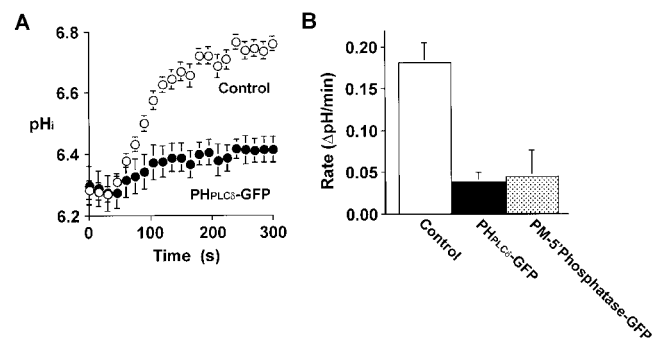 A
6.8
6.6
6.4
6.2
pHi
Control
PHPLCδ-GFP
0
100
200
300
Time (s)
B
Rate (ΔpH/min)
0.20
0.15
0.10
0.05
0.00
Control
PHPLCδ-GFP
PM-5'Phosphatase-GFP